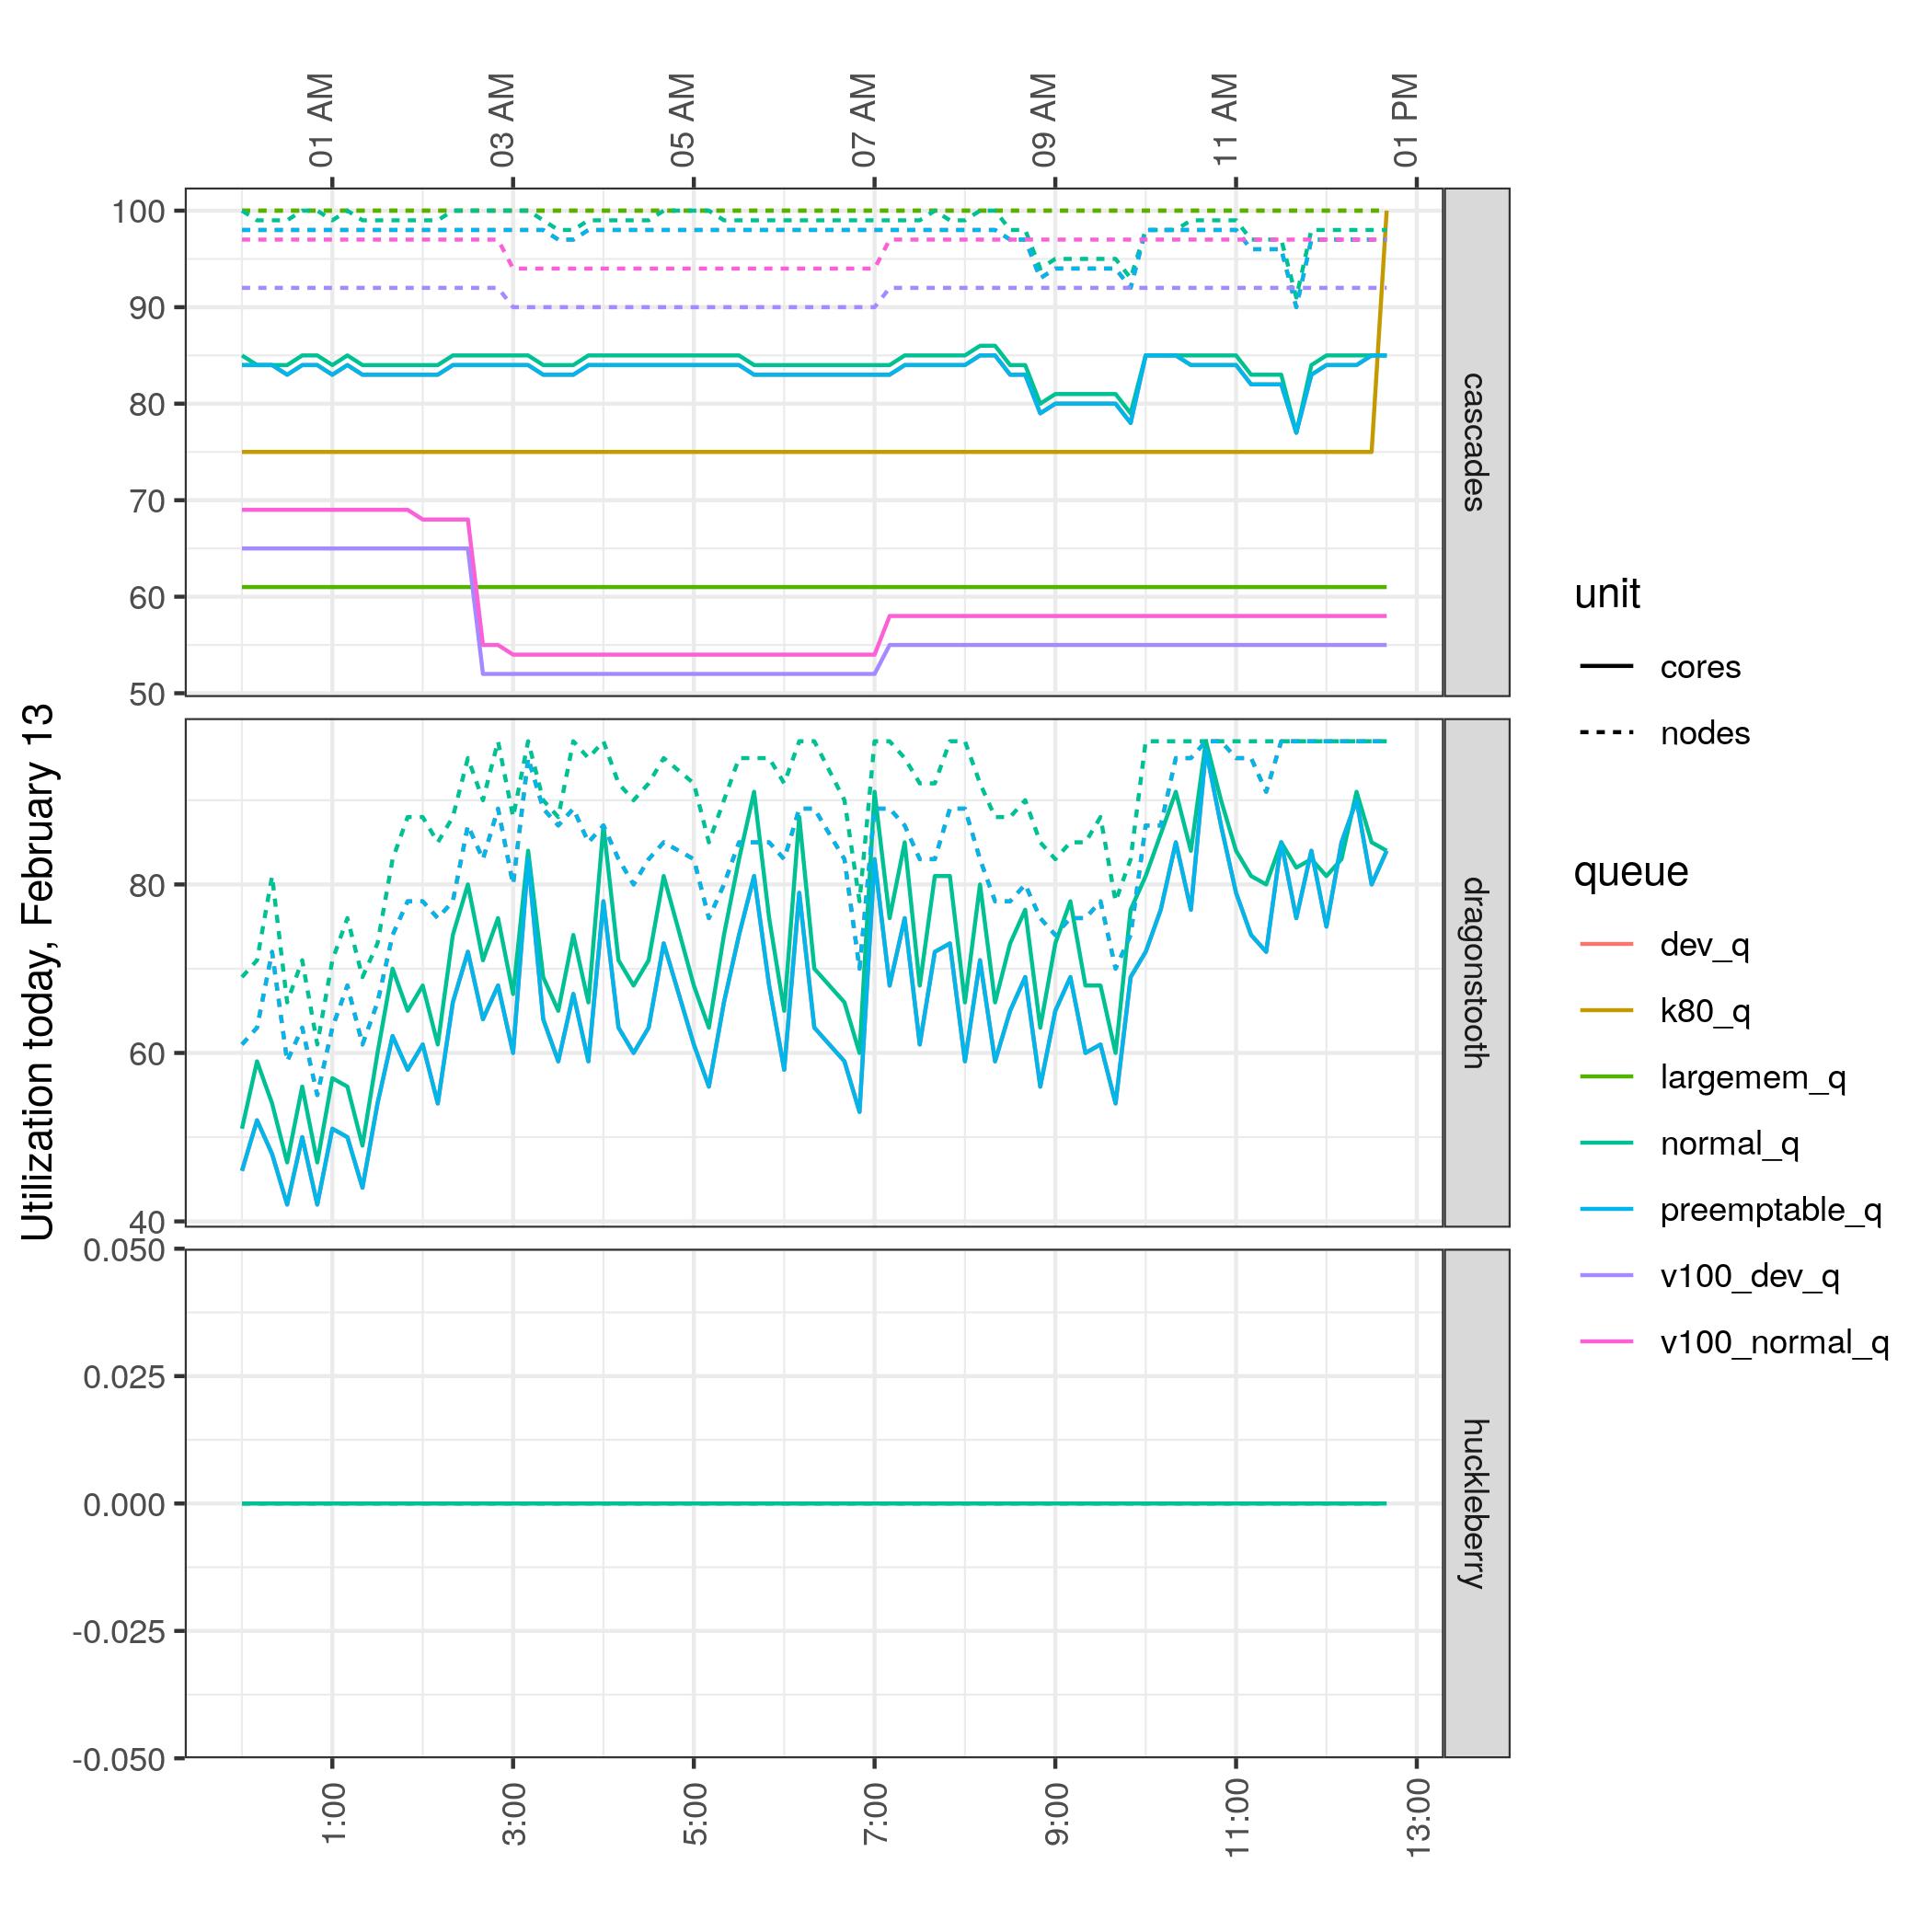 01 AM
03 AM
05 AM
07 AM
09 AM
11 AM
01 PM
Utilization today, February 13
100
90
80
70
60
50
cascades
80
60
40
dragonstooth
0.050
0.025
0.000
-0.025
-0.050
huckleberry
1:00
3:00
5:00
7:00
9:00
11:00
13:00
unit
cores
nodes
queue
dev_q
k80_q
largemem_q
normal_q
preemptable_q
v100_dev_q
v100_normal_q